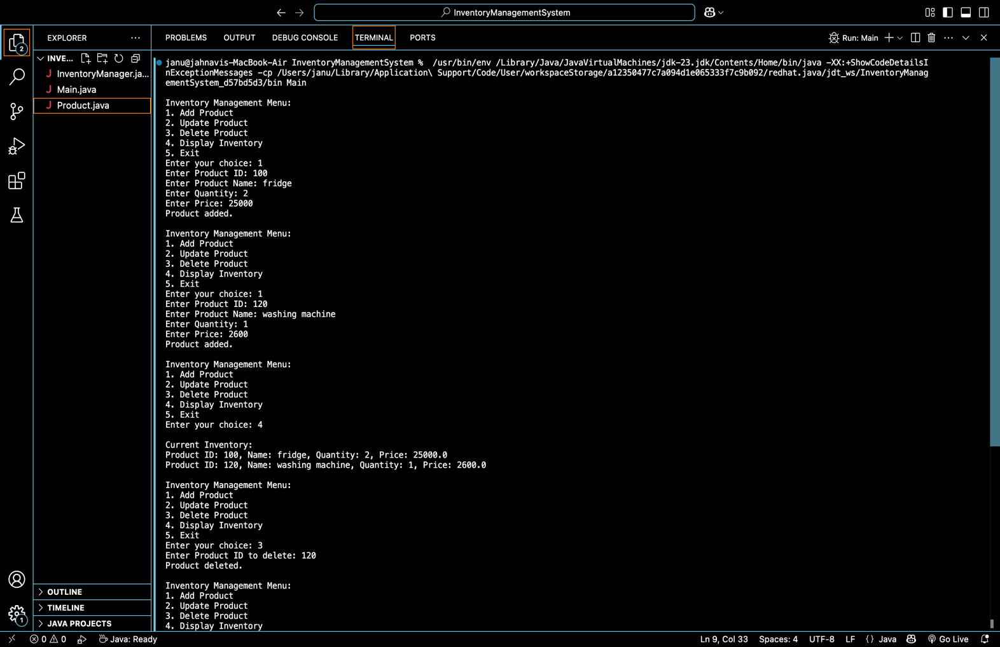 InventoryManagementSystem
EXPLORER
PROBLEMS OUTPUT DEBUG CONSOLE TERMINAL PORTS
Run: Main
2
INVE...
InventoryManager.ja...
Main.java
Product.java
janu@jahnavis-MacBook-Air InventoryManagementSystem %  /usr/bin/env /Library/Java/JavaVirtualMachines/jdk-23.jdk/Contents/Home/bin/java -XX:+ShowCodeDetailsI
nExceptionMessages -cp /Users/janu/Library/Application\ Support/Code/User/workspaceStorage/a12350477c7a094d1e065333f7c9b092/redhat.java/jdt_ws/InventoryManag
ementSystem_d57bd5d3/bin Main
Inventory Management Menu:
1. Add Product
2. Update Product
3. Delete Product
4. Display Inventory
5. Exit
Enter your choice: 1
Enter Product ID: 100
Enter Product Name: fridge
Enter Quantity: 2
Enter Price: 25000
Product added.
Inventory Management Menu:
1. Add Product
2. Update Product
3. Delete Product
4. Display Inventory
5. Exit
Enter your choice: 1
Enter Product ID: 120
Enter Product Name: washing machine
Enter Quantity: 1
Enter Price: 2600
Product added.
Inventory Management Menu:
1. Add Product
2. Update Product
3. Delete Product
4. Display Inventory
5. Exit
Enter your choice: 4
Current Inventory:
Product ID: 100, Name: fridge, Quantity: 2, Price: 25000.0
Product ID: 120, Name: washing machine, Quantity: 1, Price: 2600.0
Inventory Management Menu:
1. Add Product
2. Update Product
3. Delete Product
4. Display Inventory
5. Exit
Enter your choice: 3
Enter Product ID to delete: 120
Product deleted.
Inventory Management Menu:
1. Add Product
2. Update Product
3. Delete Product
4. Display Inventory
OUTLINE
TIMELINE
JAVA PROJECTS
1
0 0 Java: Ready Ln 9, Col 33 Spaces: 4 UTF-8 LF {} Java Go Live